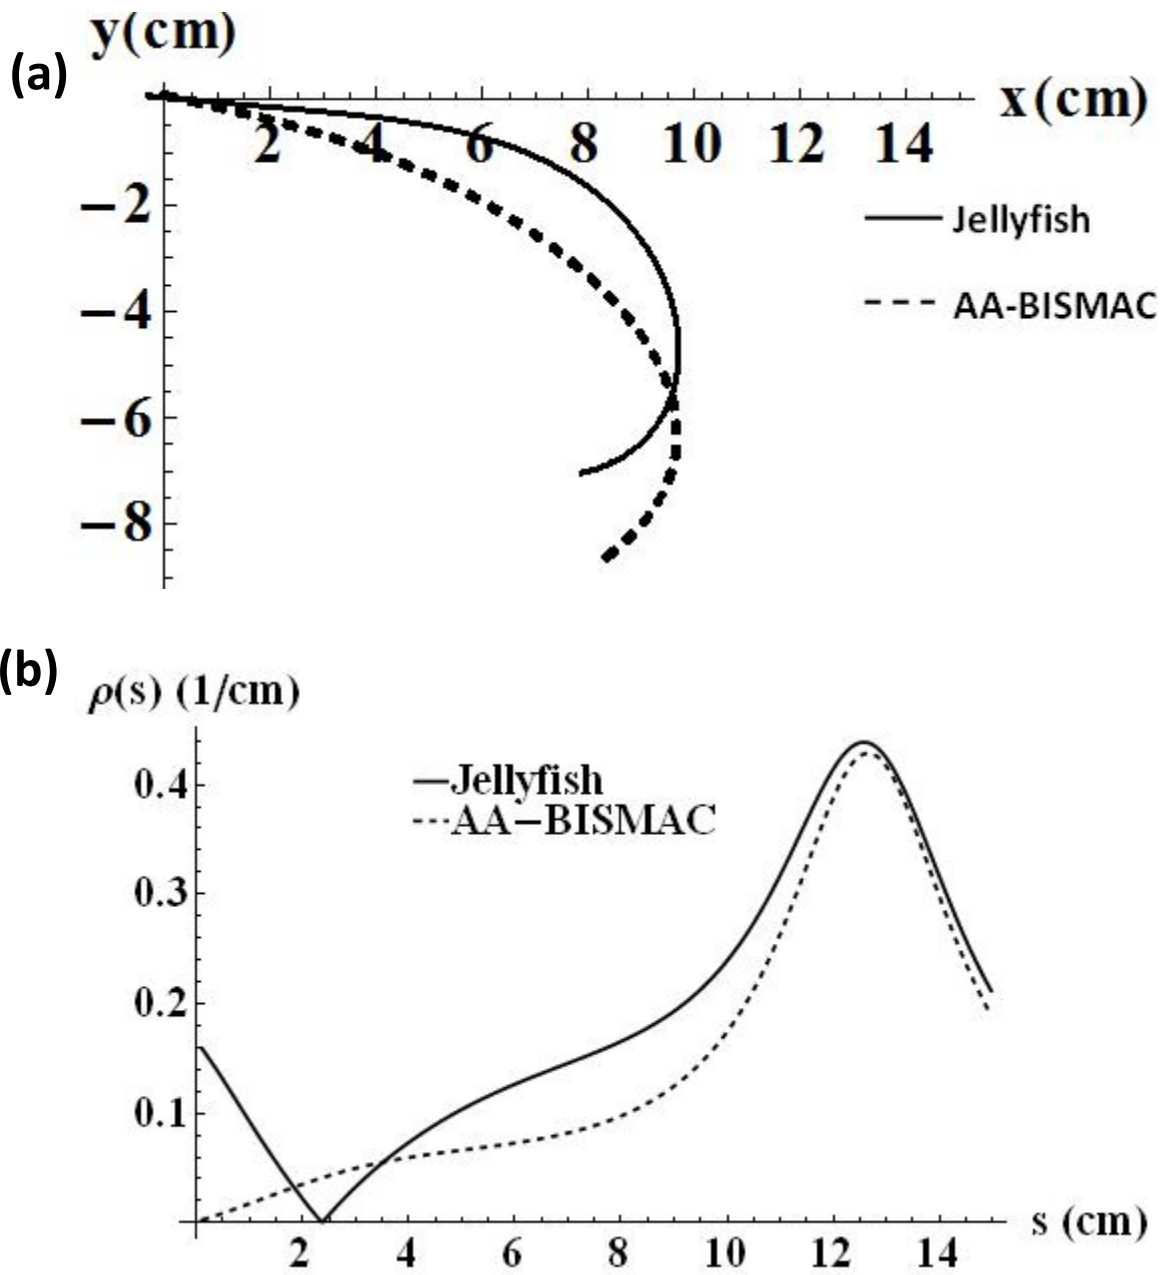 y(cm)
(a)
x(cm)
2 4 6 8 10 12 14
−2
Jellyfish
−4
AA-BISMAC
−6
−8
(b)
ρ(s) (1/cm)
0.4
Jellyfish
AA−BISMAC
0.3
0.2
0.1
s (cm)
2 4 6 8 10 12 14